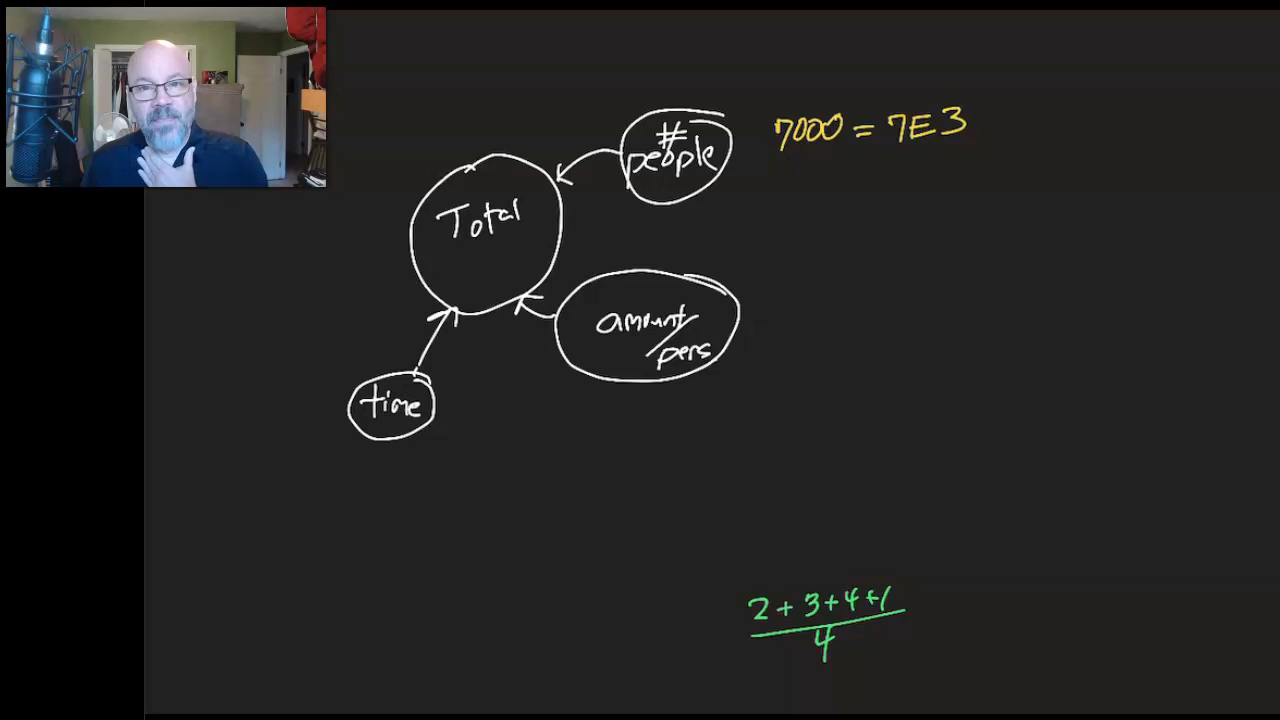 #
people
7000 = 7E3
Total
amount/
pers
time
2 + 3 + 4 + 1
4